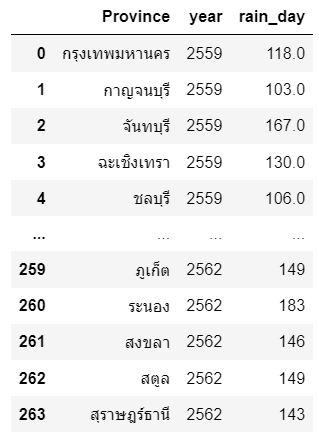 Province year rain_day
0 กรุงเทพมหานคร 2559 118.0
1 กาญจนบุรี 2559 103.0
2 จันทบุรี 2559 167.0
3 ฉะเชิงเทรา 2559 130.0
4 ชลบุรี 2559 106.0
... ... ... ...
259 ภูเก็ต 2562 149
260 ระนอง 2562 183
261 สงขลา 2562 146
262 สตูล 2562 149
263 สุราษฎร์ธานี 2562 143